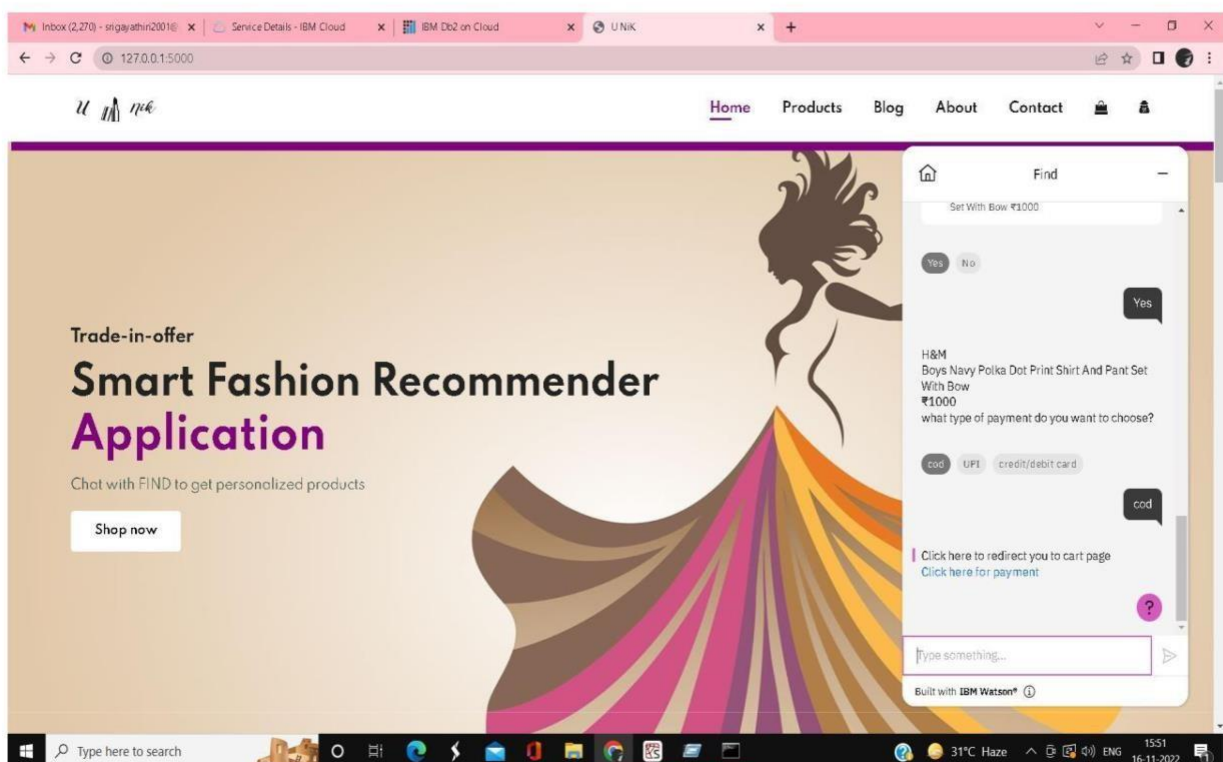 Inbox (2,270) - srigayathiri2001@
Service Details - IBM Cloud
IBM Db2 on Cloud
U NiK
127.0.0.1:5000
U nik
Home Products Blog About Contact
Find
Set With Bow ₹1000
Yes No
Yes
Trade-in-offer
Smart Fashion Recommender
Application
Chat with FIND to get personalized products
Shop now
H&M
Boys Navy Polka Dot Print Shirt And Pant Set
With Bow
₹1000
what type of payment do you want to choose?
cod UPI credit/debit card
cod
Click here to redirect you to cart page
Click here for payment
?
Type something...
Built with IBM Watson®
Type here to search
31°C Haze
ENG
15:51
16-11-2022